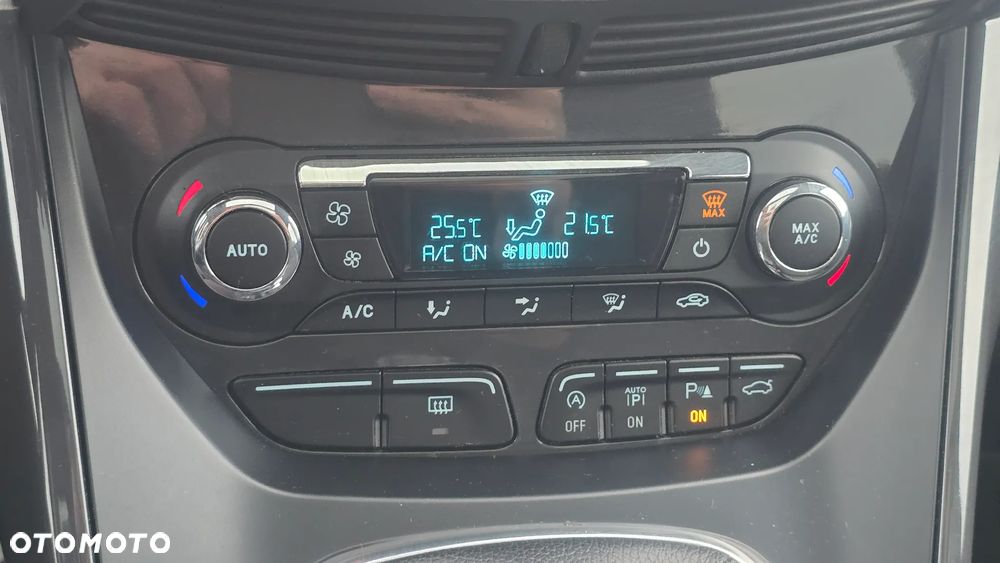 25.5°C 21.5°C
A/C ON
AUTO
MAX
MAX
A/C
A/C
A
OFF
AUTO
P
ON
P
ON
OTOMOTO